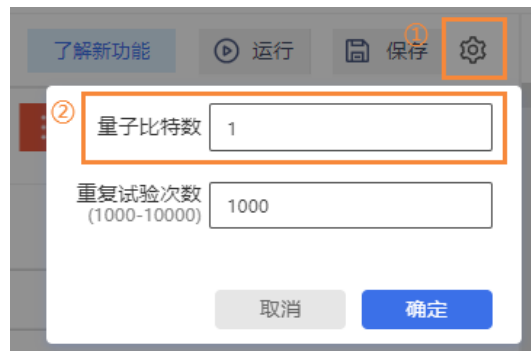 ①
了解新功能 运行 保存
②
量子比特数 1
重复试验次数 1000
(1000-10000)
取消 确定